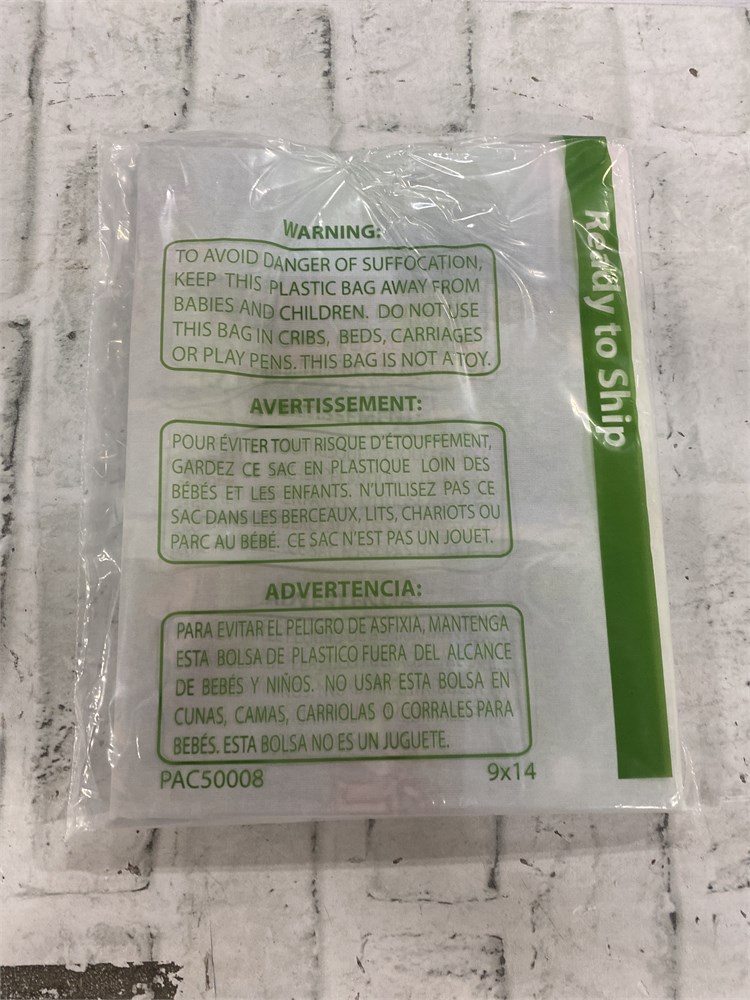 WARNING:
TO AVOID DANGER OF SUFFOCATION,
KEEP THIS PLASTIC BAG AWAY FROM
BABIES AND CHILDREN. DO NOT USE
THIS BAG IN CRIBS, BEDS, CARRIAGES
OR PLAY PENS. THIS BAG IS NOT A TOY.
AVERTISSEMENT:
POUR ÉVITER TOUT RISQUE D'ÉTOUFFEMENT,
GARDEZ CE SAC EN PLASTIQUE LOIN DES
BÉBÉS ET LES ENFANTS. N'UTILISEZ PAS CE
SAC DANS LES BERCEAUX, LITS, CHARIOTS OU
PARC AU BÉBÉ. CE SAC N'EST PAS UN JOUET.
ADVERTENCIA:
PARA EVITAR EL PELIGRO DE ASFIXIA, MANTENGA
ESTA BOLSA DE PLASTICO FUERA DEL ALCANCE
DE BEBÉS Y NIÑOS. NO USAR ESTA BOLSA EN
CUNAS, CAMAS, CARRIOLAS O CORRALES PARA
BEBÉS. ESTA BOLSA NO ES UN JUGUETE.
PAC50008 9x14
Ready to Ship